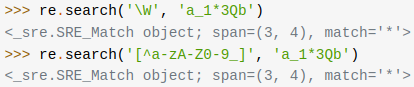 >>> re.search('\W', 'a_1*3Qb')
<_sre.SRE_Match object; span=(3, 4), match='*'>
>>> re.search('[^a-zA-Z0-9_]', 'a_1*3Qb')
<_sre.SRE_Match object; span=(3, 4), match='*'>